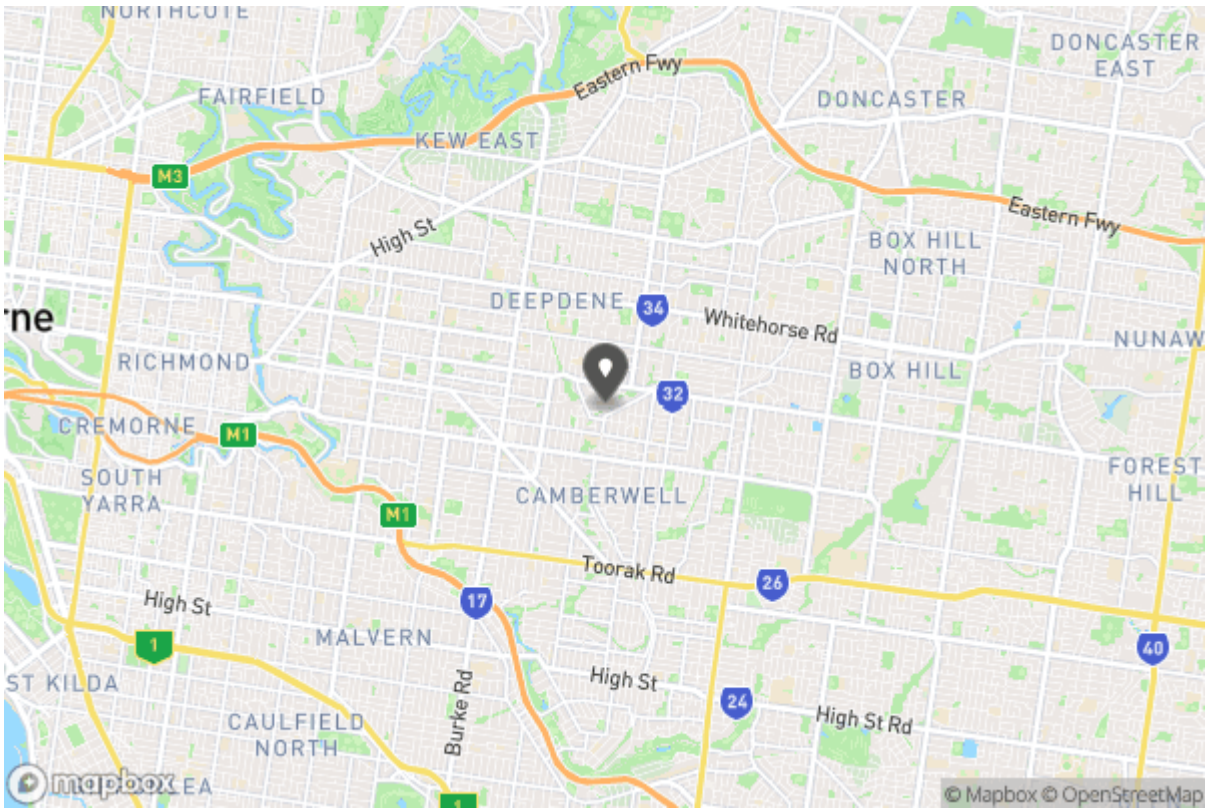 NORTHCOTE
DONCASTER
EAST
Eastern Fwy
FAIRFIELD
DONCASTER
KEW EAST
M3
Eastern Fwy
High St
BOX HILL
NORTH
DEEPDENE
34
rne
Whitehorse Rd
NUNAW
RICHMOND
BOX HILL
32
CREMORNE
M1
SOUTH
YARRA
FOREST
HILL
CAMBERWELL
M1
Toorak Rd
26
High St
17
MALVERN
1
40
ST KILDA
High St
24
High St Rd
CAULFIELD
NORTH
Burke Rd
mapbox
LEA
1
© Mapbox © OpenStreetMap